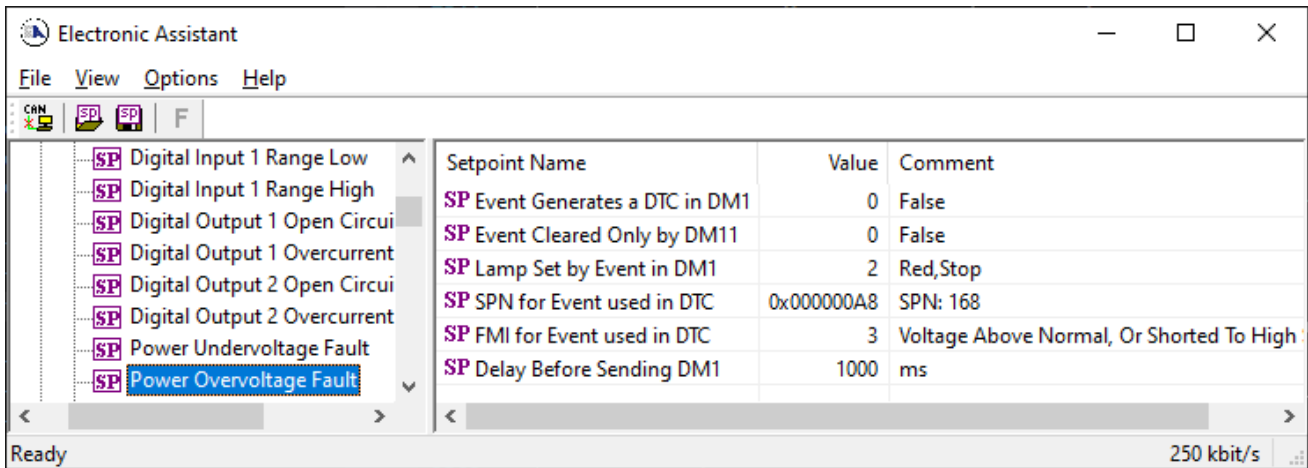 Electronic Assistant
File View Options Help
CAN SP SP F
SP Digital Input 1 Range Low
SP Digital Input 1 Range High
SP Digital Output 1 Open Circui
SP Digital Output 1 Overcurrent
SP Digital Output 2 Open Circui
SP Digital Output 2 Overcurrent
SP Power Undervoltage Fault
SP Power Overvoltage Fault
Setpoint Name Value Comment
SP Event Generates a DTC in DM1 0 False
SP Event Cleared Only by DM11 0 False
SP Lamp Set by Event in DM1 2 Red,Stop
SP SPN for Event used in DTC 0x000000A8 SPN: 168
SP FMI for Event used in DTC 3 Voltage Above Normal, Or Shorted To High
SP Delay Before Sending DM1 1000 ms
Ready 250 kbit/s